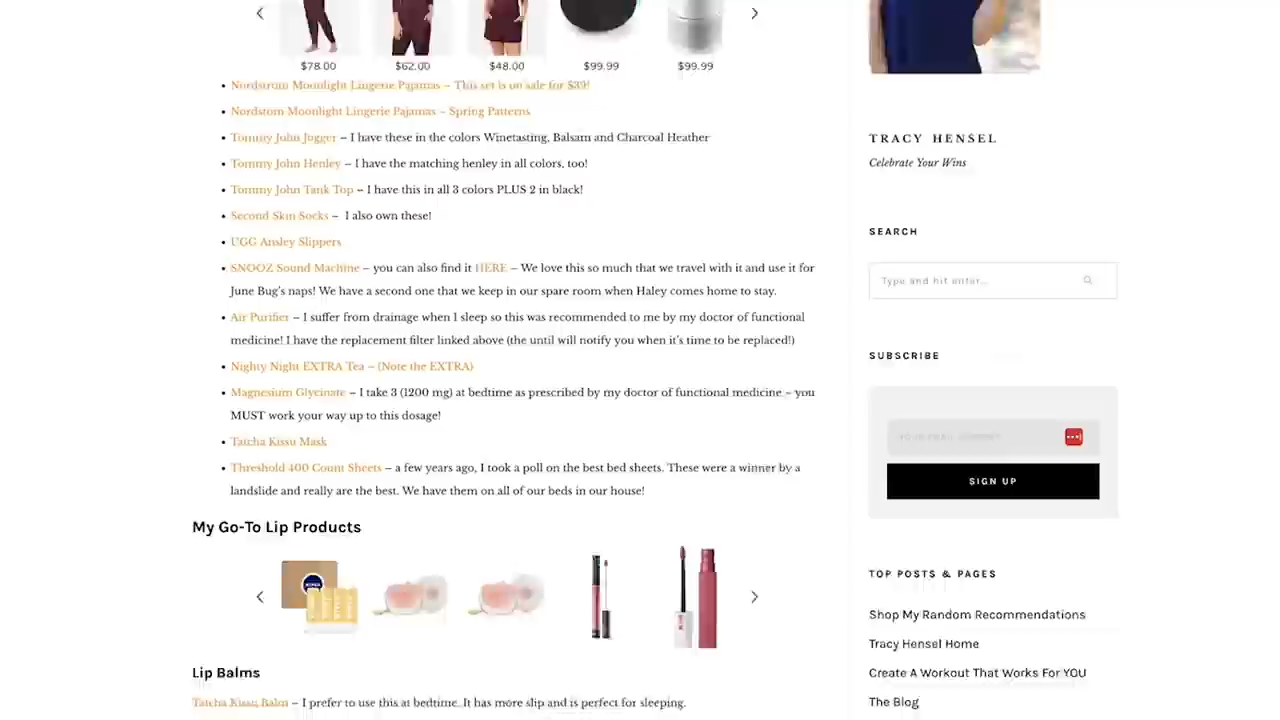 $78.00 $62.00 $48.00 $99.99 $99.99
• Nordstrom Moonlight Lingerie Pajamas – This set is on sale for $39!
• Nordstom Moonlight Lingerie Pajamas – Spring Patterns
• Tommy John Jogger – I have these in the colors Winetasting, Balsam and Charcoal Heather
• Tommy John Henley – I have the matching henley in all colors, too!
• Tommy John Tank Top – I have this in all 3 colors PLUS 2 in black!
• Second Skin Socks – I also own these!
• UGG Ansley Slippers
• SNOOZ Sound Machine – you can also find it HERE – We love this so much that we travel with it and use it for
June Bug's naps! We have a second one that we keep in our spare room when Haley comes home to stay.
• Air Purifier – I suffer from drainage when I sleep so this was recommended to me by my doctor of functional
medicine! I have the replacement filter linked above (the until will notify you when it's time to be replaced!)
• Nighty Night EXTRA Tea – (Note the EXTRA)
• Magnesium Glycinate – I take 3 (1200 mg) at bedtime as prescribed by my doctor of functional medicine – you
MUST work your way up to this dosage!
• Tatcha Kissu Mask
• Threshold 400 Count Sheets – a few years ago, I took a poll on the best bed sheets. These were a winner by a
landslide and really are the best. We have them on all of our beds in our house!
My Go-To Lip Products
NIVEA
Lip Balms
Tatcha Kissu Balm – I prefer to use this at bedtime. It has more slip and is perfect for sleeping.
TRACY HENSEL
Celebrate Your Wins
SEARCH
Type and hit enter...
SUBSCRIBE
YOUR EMAIL ADDRESS
SIGN UP
TOP POSTS & PAGES
Shop My Random Recommendations
Tracy Hensel Home
Create A Workout That Works For YOU
The Blog